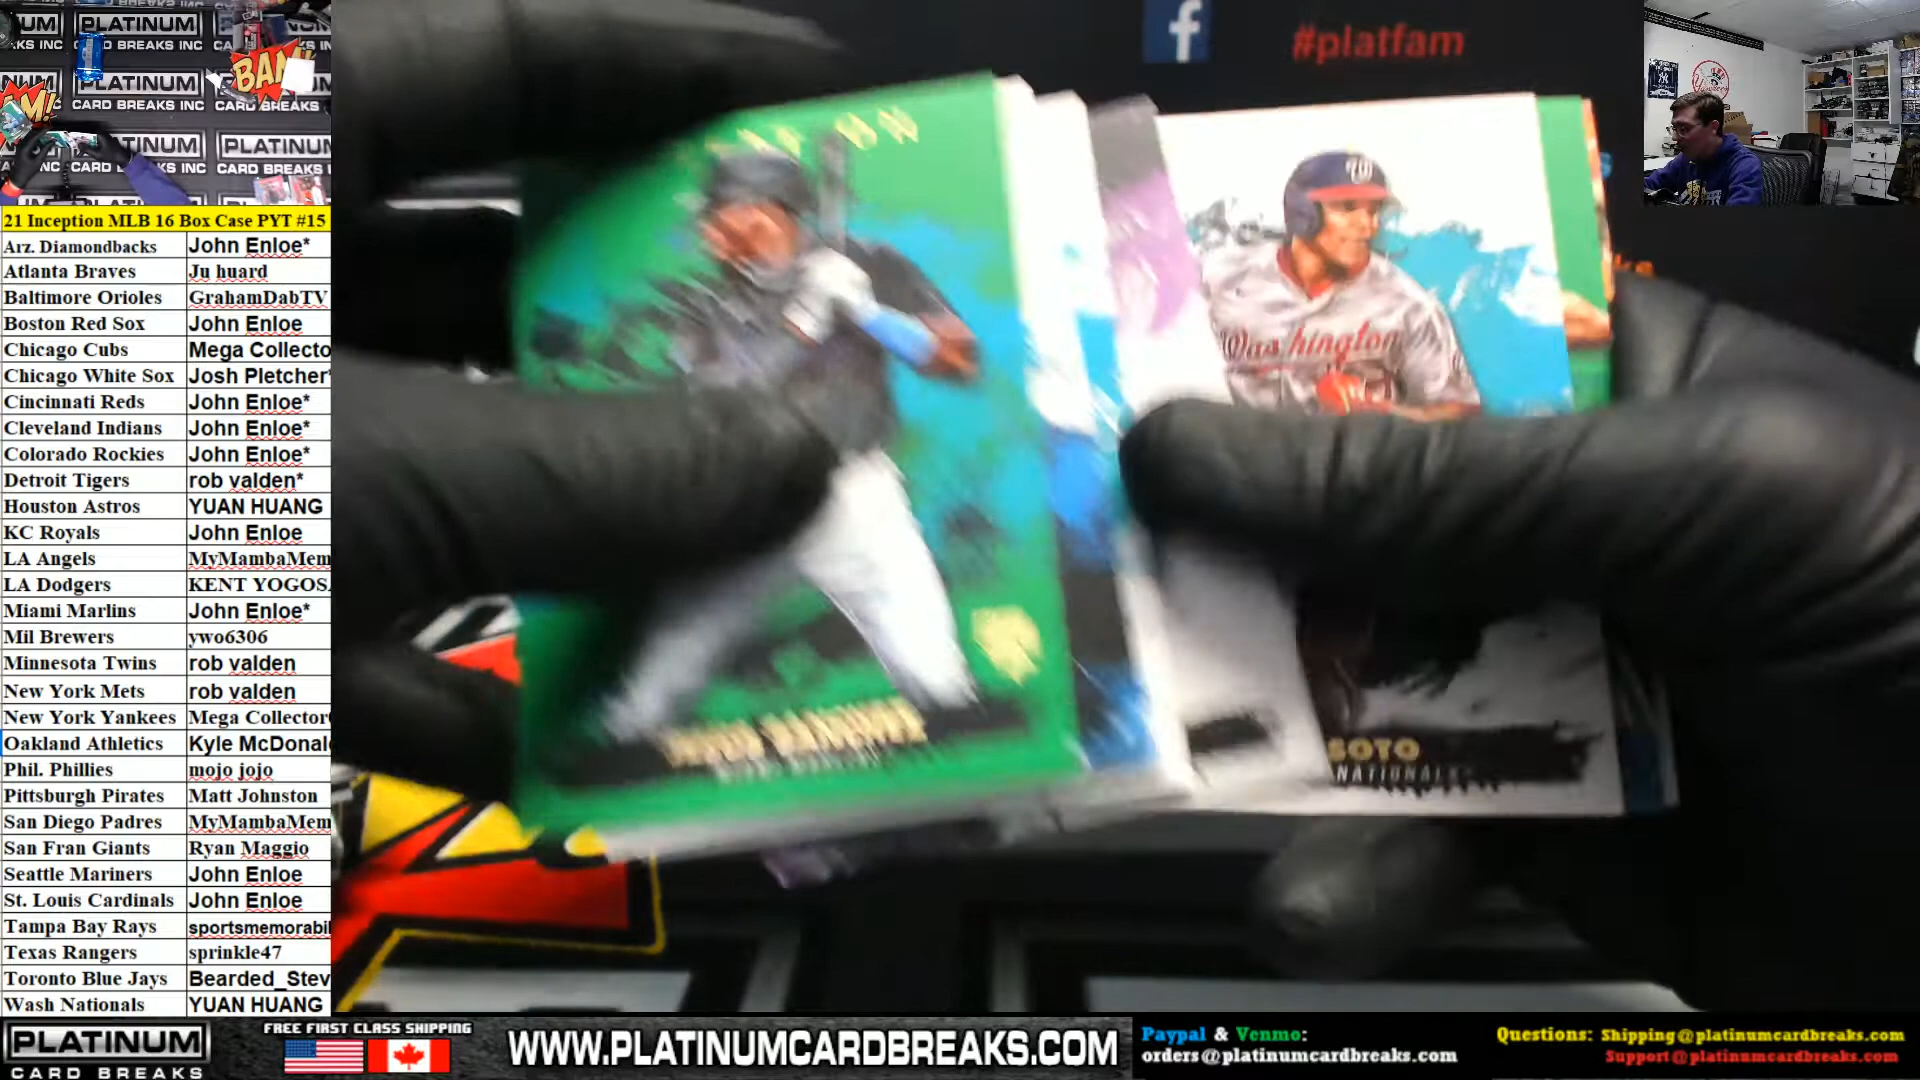 PLATINUM
CARD BREAKS INC
BAM!
PLATINUM
CARD BREAKS INC
PLATINUM
#platfam
Washington
SOTO
NATIONALS
21 Inception MLB 16 Box Case PYT #15
Arz. Diamondbacks John Enloe*
Atlanta Braves Ju huard
Baltimore Orioles GrahamDabTV
Boston Red Sox John Enloe
Chicago Cubs Mega Collecto
Chicago White Sox Josh Pletcher*
Cincinnati Reds John Enloe*
Cleveland Indians John Enloe*
Colorado Rockies John Enloe*
Detroit Tigers rob valden*
Houston Astros YUAN HUANG
KC Royals John Enloe
LA Angels MyMambaMem
LA Dodgers KENT YOGOS
Miami Marlins John Enloe*
Mil Brewers ywo6306
Minnesota Twins rob valden
New York Mets rob valden
New York Yankees Mega Collector
Oakland Athletics Kyle McDonal
Phil. Phillies mojo jojo
Pittsburgh Pirates Matt Johnston
San Diego Padres MyMambaMem
San Fran Giants Ryan Maggio
Seattle Mariners John Enloe
St. Louis Cardinals John Enloe
Tampa Bay Rays sportsmemorabil
Texas Rangers sprinkle47
Toronto Blue Jays Bearded_Stev
Wash Nationals YUAN HUANG
PLATINUM
CARD BREAKS
FREE FIRST CLASS SHIPPING
WWW.PLATINUMCARDBREAKS.COM
Paypal & Venmo:
orders@platinumcardbreaks.com
Questions: Shipping@platinumcardbreaks.com
Support@platinumcardbreaks.com